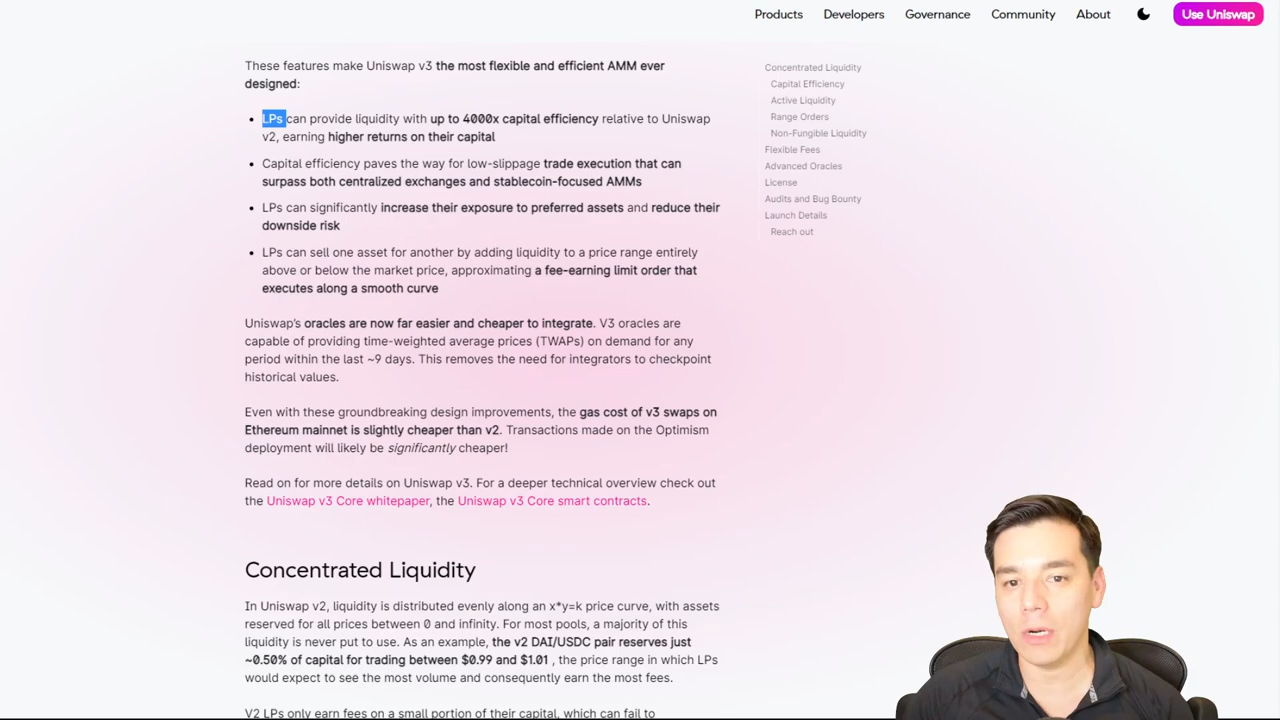 Products Developers Governance Community About Use Uniswap
These features make Uniswap v3 the most flexible and efficient AMM ever
designed:
LPs can provide liquidity with up to 4000x capital efficiency relative to Uniswap
v2, earning higher returns on their capital
Capital efficiency paves the way for low-slippage trade execution that can
surpass both centralized exchanges and stablecoin-focused AMMs
LPs can significantly increase their exposure to preferred assets and reduce their
downside risk
LPs can sell one asset for another by adding liquidity to a price range entirely
above or below the market price, approximating a fee-earning limit order that
executes along a smooth curve
Uniswap's oracles are now far easier and cheaper to integrate. V3 oracles are
capable of providing time-weighted average prices (TWAPs) on demand for any
period within the last ~9 days. This removes the need for integrators to checkpoint
historical values.
Even with these groundbreaking design improvements, the gas cost of v3 swaps on
Ethereum mainnet is slightly cheaper than v2. Transactions made on the Optimism
deployment will likely be significantly cheaper!
Read on for more details on Uniswap v3. For a deeper technical overview check out
the Uniswap v3 Core whitepaper, the Uniswap v3 Core smart contracts.
Concentrated Liquidity
In Uniswap v2, liquidity is distributed evenly along an x*y=k price curve, with assets
reserved for all prices between 0 and infinity. For most pools, a majority of this
liquidity is never put to use. As an example, the v2 DAI/USDC pair reserves just
~0.50% of capital for trading between $0.99 and $1.01 , the price range in which LPs
would expect to see the most volume and consequently earn the most fees.
V2 LPs only earn fees on a small portion of their capital, which can fail to
Concentrated Liquidity
Capital Efficiency
Active Liquidity
Range Orders
Non-Fungible Liquidity
Flexible Fees
Advanced Oracles
License
Audits and Bug Bounty
Launch Details
Reach out